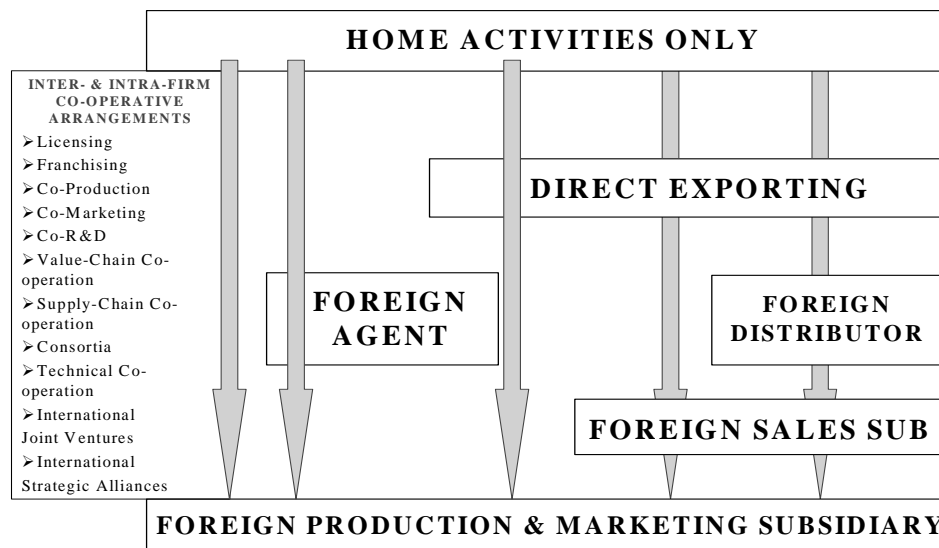 HOME ACTIVITIES ONLY
INTER- & INTRA-FIRM
CO-OPERATIVE
ARRANGEMENTS
➢Licensing
➢Franchising
➢Co-Production
➢Co-Marketing
➢Co-R&D
➢Value-Chain Co-
operation
➢Supply-Chain Co-
operation
➢Consortia
➢Technical Co-
operation
➢International
Joint Ventures
➢International
Strategic Alliances
DIRECT EXPORTING
FOREIGN
AGENT
FOREIGN
DISTRIBUTOR
FOREIGN SALES SUB
FOREIGN PRODUCTION & MARKETING SUBSIDIARY